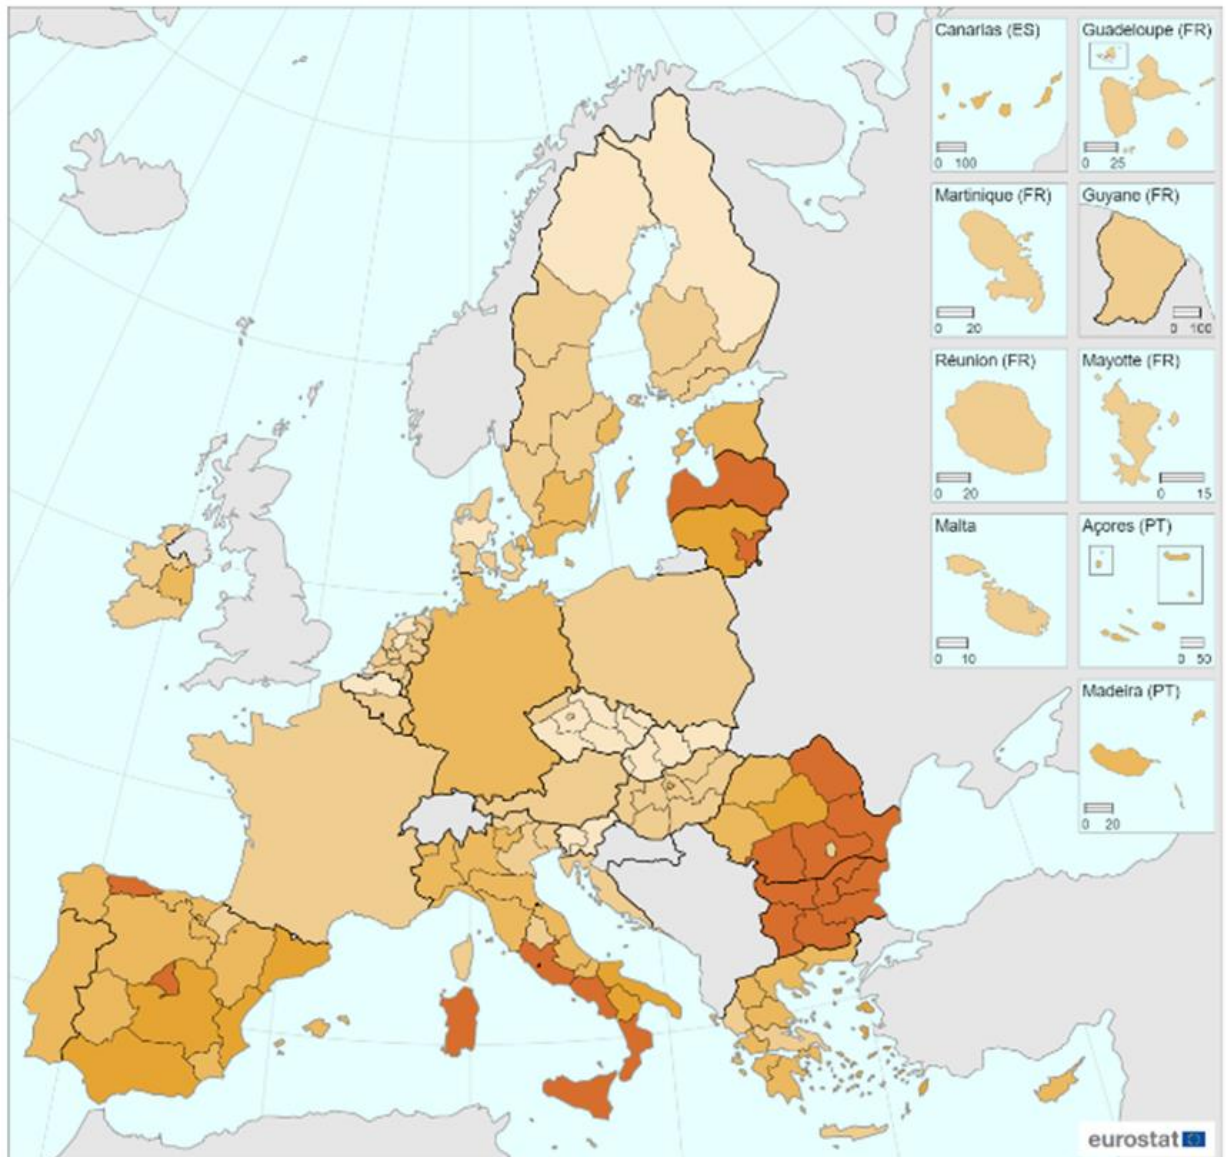 Canarias (ES)
0 100
Guadeloupe (FR)
0 25
Martinique (FR)
0 20
Guyane (FR)
0 100
Réunion (FR)
0 20
Mayotte (FR)
0 15
Malta
0 10
Açores (PT)
0 50
Madeira (PT)
0 20
eurostat